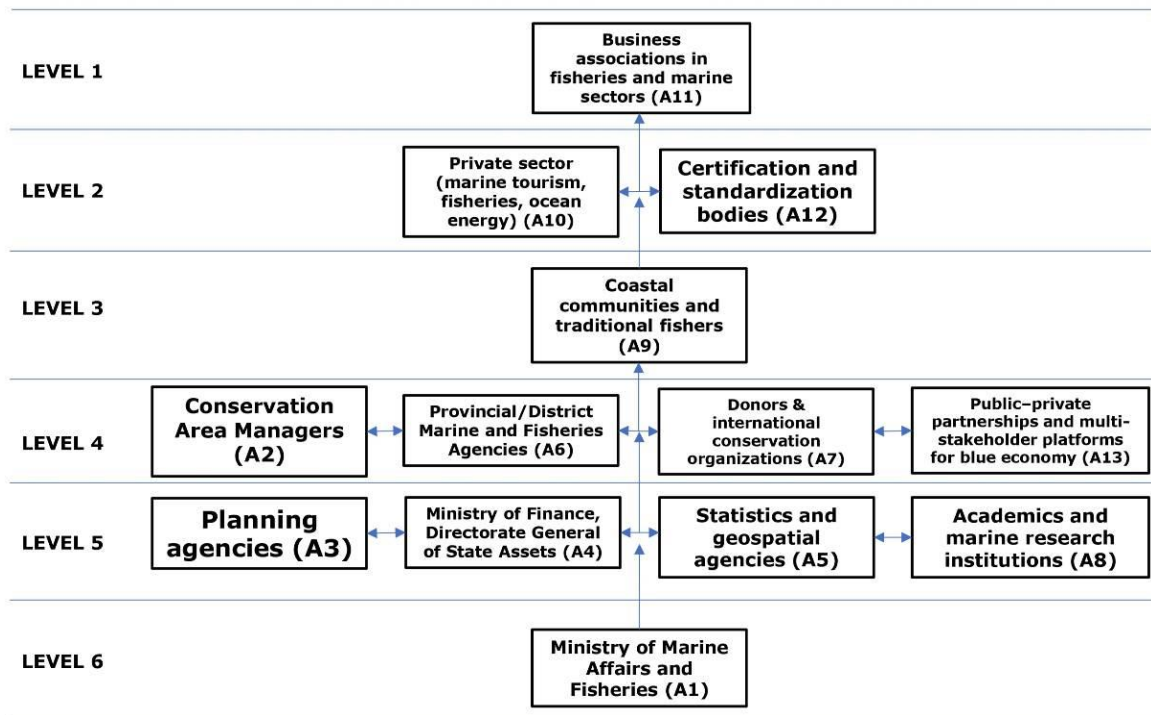 LEVEL 1
Business
associations in
fisheries and marine
sectors (A11)
LEVEL 2
Private sector
(marine tourism,
fisheries, ocean
energy) (A10)
Certification and
standardization
bodies (A12)
LEVEL 3
Coastal
communities and
traditional fishers
(A9)
LEVEL 4
Conservation
Area Managers
(A2)
Provincial/District
Marine and Fisheries
Agencies (A6)
Donors &
international
conservation
organizations (A7)
Public–private
partnerships and multi-
stakeholder platforms
for blue economy (A13)
LEVEL 5
Planning
agencies (A3)
Ministry of Finance,
Directorate General
of State Assets (A4)
Statistics and
geospatial
agencies (A5)
Academics and
marine research
institutions (A8)
LEVEL 6
Ministry of Marine
Affairs and
Fisheries (A1)